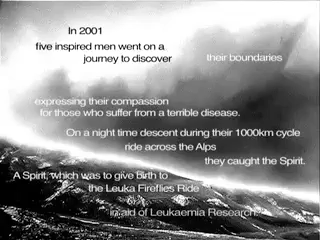 In 2001
five inspired men went on a
journey to discover their boundaries
expressing their compassion
for those who suffer from a terrible disease.
On a night time descent during their 1000km cycle
ride across the Alps
they caught the Spirit.
A Spirit, which was to give birth to
the Leuka Fireflies Ride
in aid of Leukaemia Research.